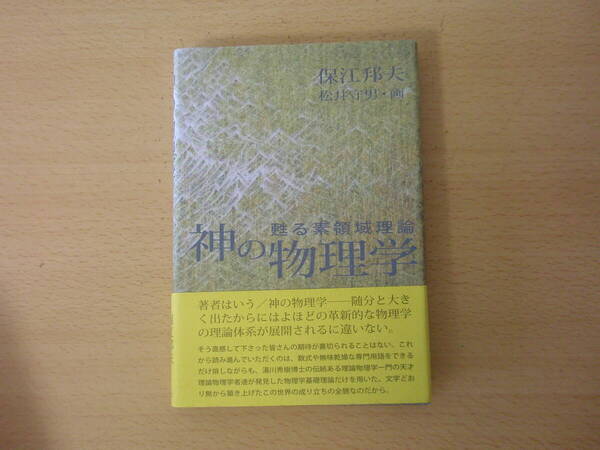 保江邦夫
松井守男・画
甦る素領域理論
神の物理学
著者はいう／神の物理学──随分と大き
く出たからにはよほどの革新的な物理学
の理論体系が展開されるに違いない。
そう直感して下さった皆さんの期待が裏切られることはない。これ
から読み進んでいただくのは、数式や無味乾燥な専門用語をできる
だけ排しながらも、湯川秀樹博士の伝統ある理論物理学一門の天才
理論物理学者達が発見した物理学基礎理論だけを用いた、文字どお
り無から築き上げたこの世界の成り立ちの全貌なのだから。